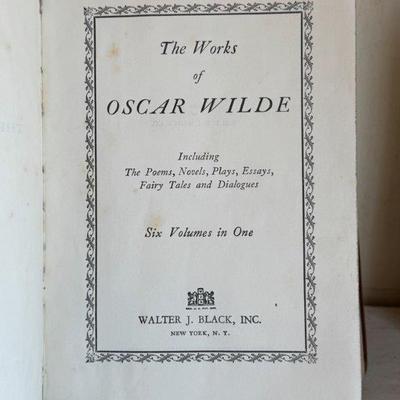 The Works
of
OSCAR WILDE
Including
The Poems, Novels, Plays, Essays,
Fairy Tales and Dialogues
Six Volumes in One
WALTER J. BLACK, INC.
NEW YORK, N. Y.